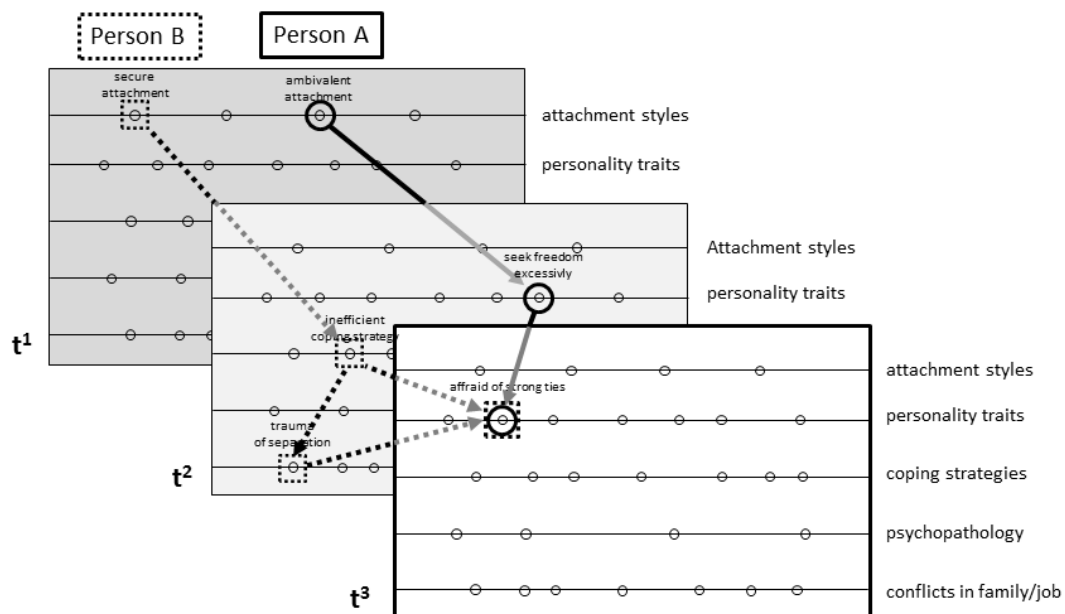 Person B
Person A
secure
attachment
ambivalent
attachment
attachment styles
personality traits
Attachment styles
seek freedom
excessivly
personality traits
inefficient
coping strategy
t1
attachment styles
affraid of strong ties
personality traits
trauma
of separation
t2
coping strategies
psychopathology
conflicts in family/job
t3